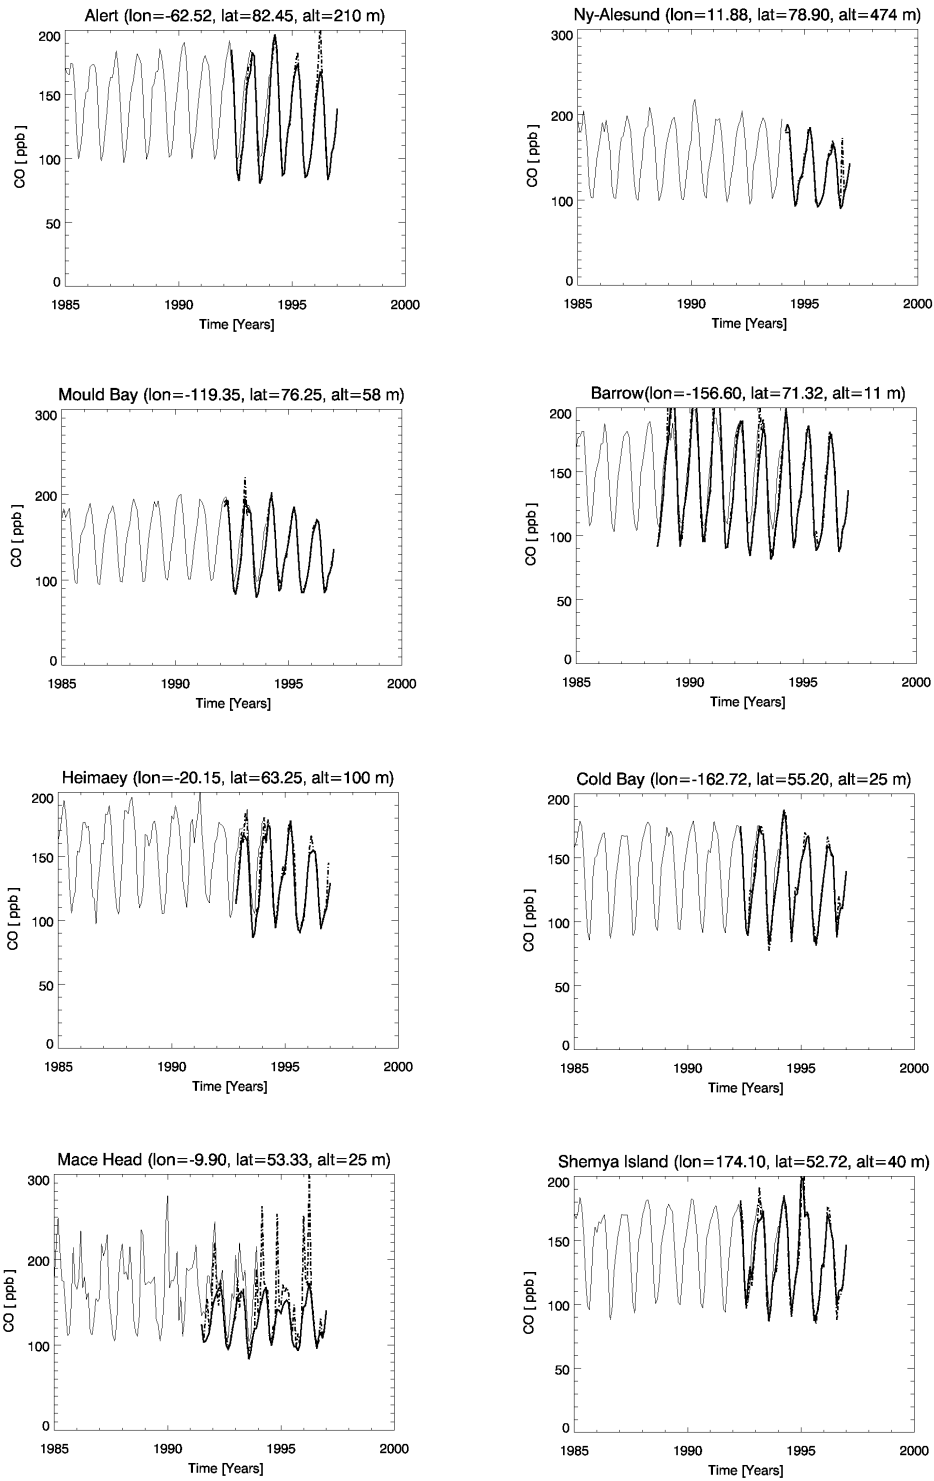 Alert (lon=-62.52, lat=82.45, alt=210 m)
200
150
100
50
0
CO [ ppb ]
1985 1990 1995 2000
Time [Years]
Ny-Alesund (lon=11.88, lat=78.90, alt=474 m)
300
200
100
0
CO [ ppb ]
1985 1990 1995 2000
Time [Years]
Mould Bay (lon=-119.35, lat=76.25, alt=58 m)
300
200
100
0
CO [ ppb ]
1985 1990 1995 2000
Time [Years]
Barrow(lon=-156.60, lat=71.32, alt=11 m)
200
150
100
50
0
CO [ ppb ]
1985 1990 1995 2000
Time [Years]
Heimaey (lon=-20.15, lat=63.25, alt=100 m)
200
150
100
50
0
CO [ ppb ]
1985 1990 1995 2000
Time [Years]
Cold Bay (lon=-162.72, lat=55.20, alt=25 m)
200
150
100
50
0
CO [ ppb ]
1985 1990 1995 2000
Time [Years]
Mace Head (lon=-9.90, lat=53.33, alt=25 m)
300
200
100
0
CO [ ppb ]
1985 1990 1995 2000
Time [Years]
Shemya Island (lon=174.10, lat=52.72, alt=40 m)
200
150
100
50
0
CO [ ppb ]
1985 1990 1995 2000
Time [Years]